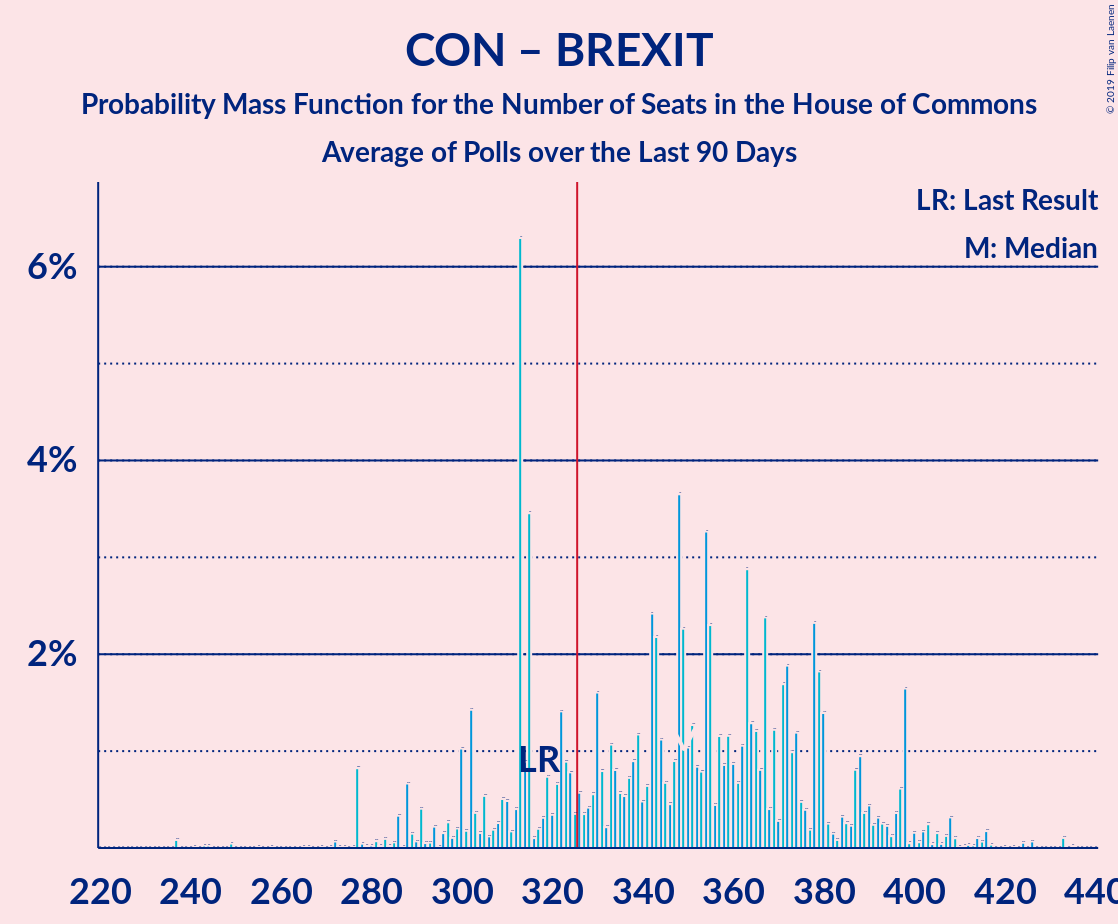 CON – BREXIT
Probability Mass Function for the Number of Seats in the House of Commons
Average of Polls over the Last 90 Days
© 2019 Filip van Laenen
LR: Last Result
M: Median
6%
4%
2%
LR
220 240 260 280 300 320 340 360 380 400 420 440